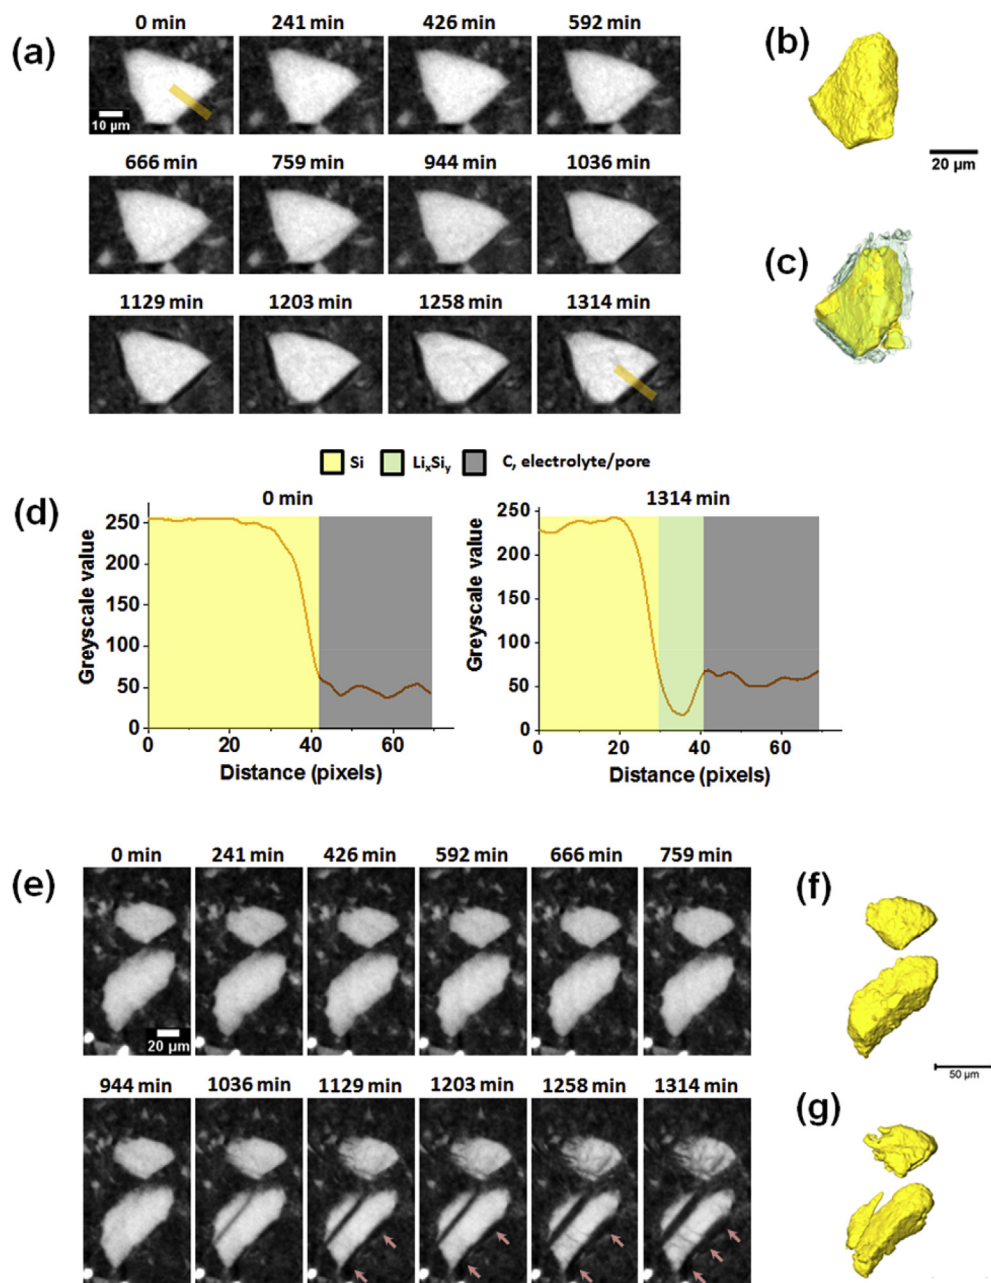 (a)
0 min 241 min 426 min 592 min
10 µm
666 min 759 min 944 min 1036 min
1129 min 1203 min 1258 min 1314 min
(b)
20 µm
(c)
Si LixSiy C, electrolyte/pore
(d)
0 min
Greyscale value
250
200
150
100
50
0
0 20 40 60
Distance (pixels)
1314 min
Greyscale value
250
200
150
100
50
0
0 20 40 60
Distance (pixels)
(e)
0 min 241 min 426 min 592 min 666 min 759 min
20 µm
944 min 1036 min 1129 min 1203 min 1258 min 1314 min
(f)
50 µm
(g)